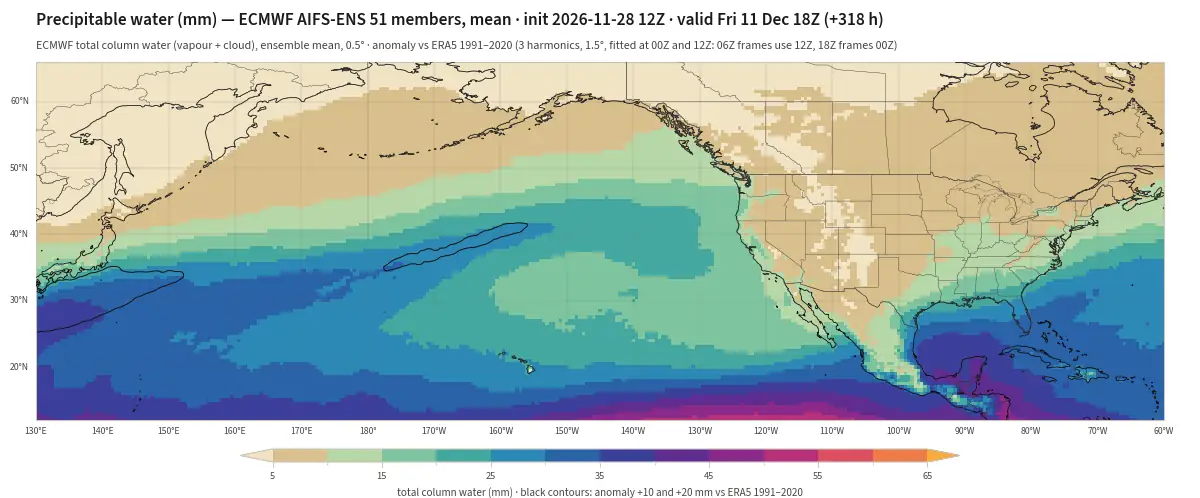 Precipitable water (mm) — ECMWF AIFS-ENS 51 members, mean · init 2026-11-28 12Z · valid Fri 11 Dec 18Z (+318 h)
ECMWF total column water (vapour + cloud), ensemble mean, 0.5° · anomaly vs ERA5 1991–2020 (3 harmonics, 1.5°, fitted at 00Z and 12Z: 06Z frames use 12Z, 18Z frames 00Z)
60°N
50°N
40°N
30°N
20°N
130°E 140°E 150°E 160°E 170°E 180° 170°W 160°W 150°W 140°W 130°W 120°W 110°W 100°W 90°W 80°W 70°W 60°W
5 15 25 35 45 55 65
total column water (mm) · black contours: anomaly +10 and +20 mm vs ERA5 1991–2020